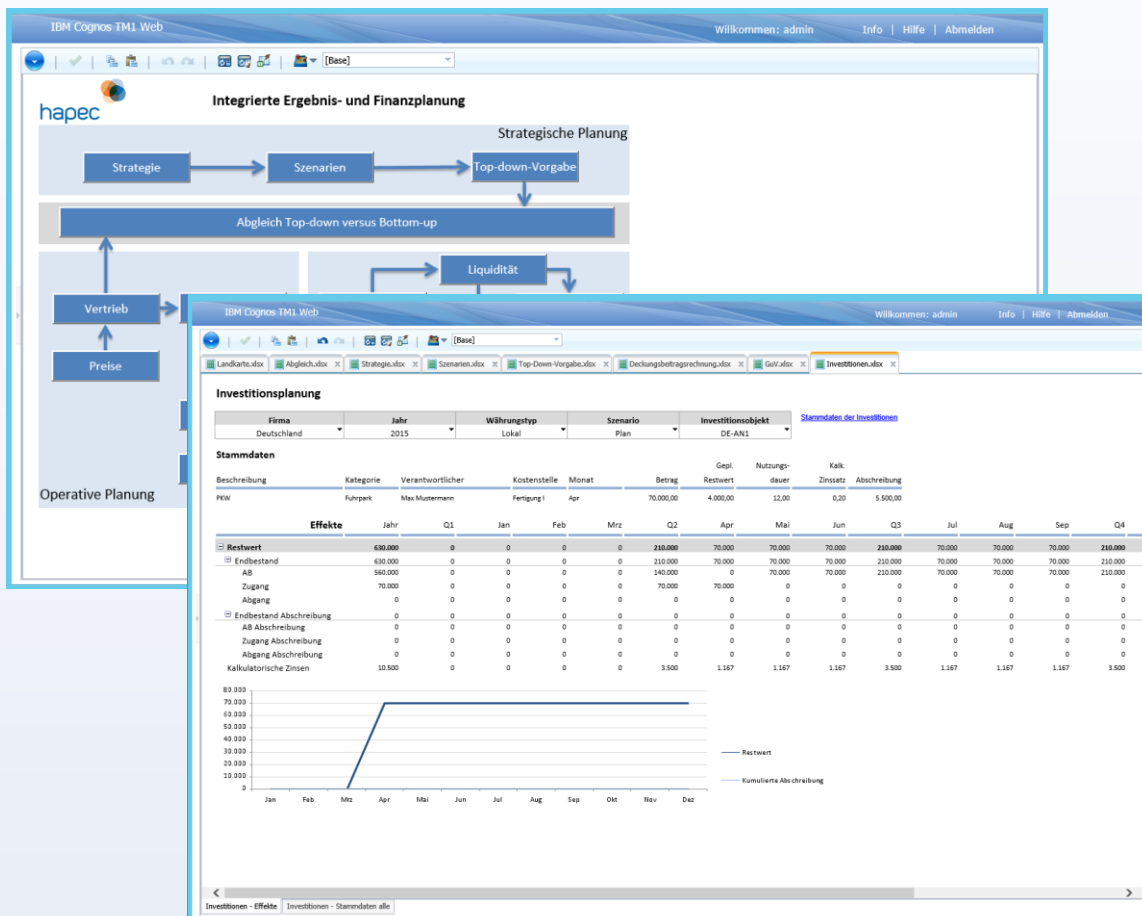 IBM Cognos TM1 Web Willkommen: admin Info | Hilfe | Abmelden
[Base]
hapec
Integrierte Ergebnis- und Finanzplanung
Strategische Planung
Strategie Szenarien Top-down-Vorgabe
Abgleich Top-down versus Bottom-up
Liquidität
Vertrieb
Preise
Operative Planung
IBM Cognos TM1 Web Willkommen: admin Info | Hilfe | Abmelden
[Base]
Landkarte.xlsx Abgleich.xlsx Strategie.xlsx Szenarien.xlsx Top-Down-Vorgabe.xlsx Deckungsbeitragsrechnung.xlsx GuV.xlsx Investitionen.xlsx
Investitionsplanung
Firma Jahr Währungstyp Szenario Investitionsobjekt Stammdaten der Investitionen
Deutschland 2015 Lokal Plan DE-AN1
Stammdaten
Gepl. Nutzungs- Kalk.
Beschreibung Kategorie Verantwortlicher Kostenstelle Monat Betrag Restwert dauer Zinssatz Abschreibung
PKW Fuhrpark Max Mustermann Fertigung I Apr 70.000,00 4.000,00 12,00 0,20 5.500,00
Effekte Jahr Q1 Jan Feb Mrz Q2 Apr Mai Jun Q3 Jul Aug Sep Q4
Restwert 630.000 0 0 0 0 210.000 70.000 70.000 70.000 210.000 70.000 70.000 70.000 210.000
Endbestand 630.000 0 0 0 0 210.000 70.000 70.000 70.000 210.000 70.000 70.000 70.000 210.000
AB 560.000 0 0 0 0 140.000 0 70.000 70.000 210.000 70.000 70.000 70.000 210.000
Zugang 70.000 0 0 0 0 70.000 70.000 0 0 0 0 0 0 0
Abgang 0 0 0 0 0 0 0 0 0 0 0 0 0 0
Endbestand Abschreibung 0 0 0 0 0 0 0 0 0 0 0 0 0 0
AB Abschreibung 0 0 0 0 0 0 0 0 0 0 0 0 0 0
Zugang Abschreibung 0 0 0 0 0 0 0 0 0 0 0 0 0 0
Abgang Abschreibung 0 0 0 0 0 0 0 0 0 0 0 0 0 0
Kalkulatorische Zinsen 10.500 0 0 0 0 3.500 1.167 1.167 1.167 3.500 1.167 1.167 1.167 3.500
80.000
70.000
60.000
50.000
40.000
30.000
20.000
10.000
0
Restwert
Kumulierte Abschreibung
Jan Feb Mrz Apr Mai Jun Jul Aug Sep Okt Nov Dez
Investitionen - Effekte Investitionen - Stammdaten alle